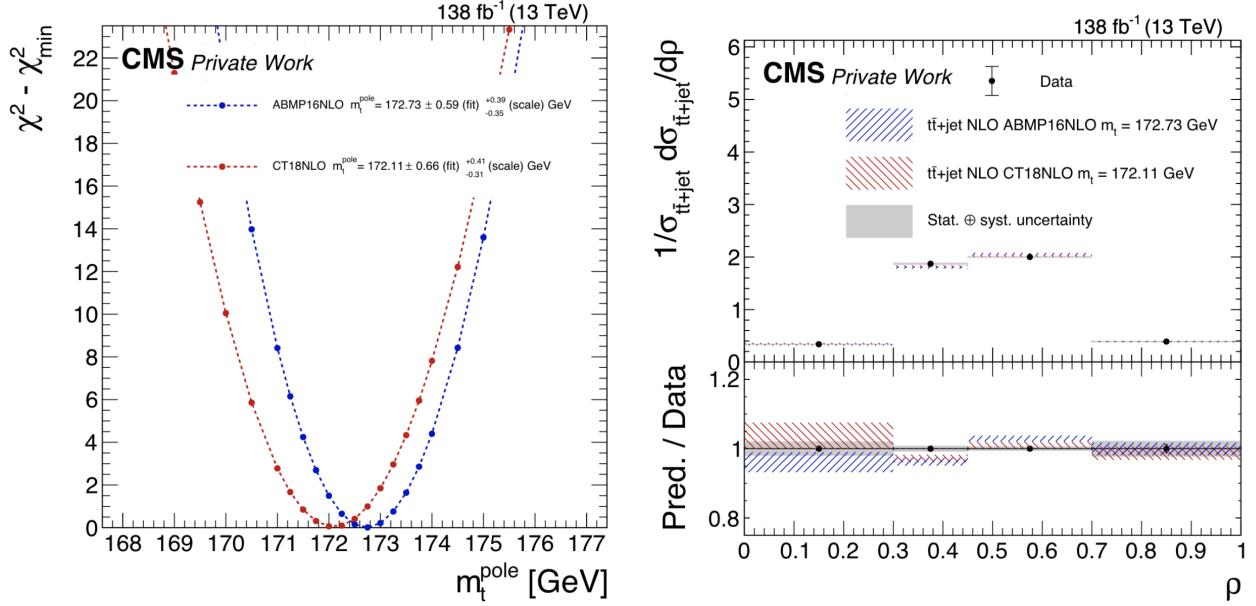 138 fb⁻¹ (13 TeV)
CMS Private Work
ABMP16NLO m_t^pole = 172.73 ± 0.59 (fit) +0.39 -0.35 (scale) GeV
CT18NLO m_t^pole = 172.11 ± 0.66 (fit) +0.41 -0.31 (scale) GeV
χ² - χ²_min
22
20
18
16
14
12
10
8
6
4
2
0
168 169 170 171 172 173 174 175 176 177
m_t^pole [GeV]
138 fb⁻¹ (13 TeV)
CMS Private Work
Data
tt̄+jet NLO ABMP16NLO m_t = 172.73 GeV
tt̄+jet NLO CT18NLO m_t = 172.11 GeV
Stat. ⊕ syst. uncertainty
1/σ_tt̄+jet dσ_tt̄+jet/dρ
6
5
4
3
2
1
0
Pred. / Data
1.2
1
0.8
0 0.1 0.2 0.3 0.4 0.5 0.6 0.7 0.8 0.9 1
ρ